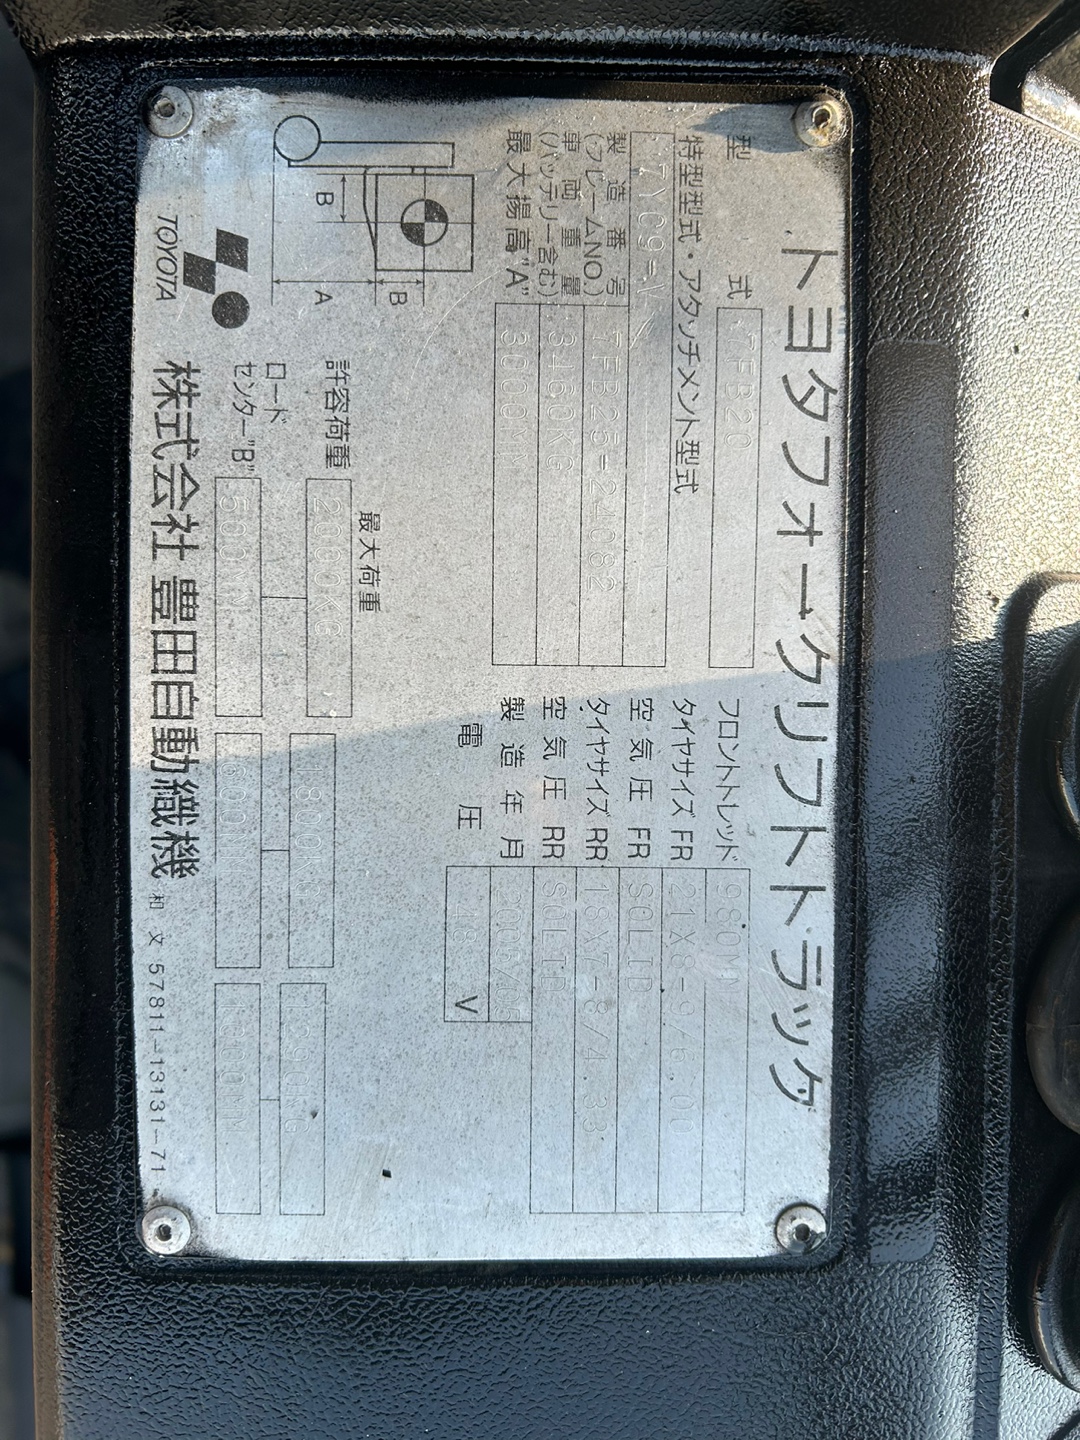 トヨタフォークリフトトラック
型式 7FB20
特型型式・アタッチメント型式
製造番号 7FB25-24082
(フレームNO.)
車両重量 3460KG
(バッテリー含む)
最大揚高"A" 3000MM
フロントトレッド 980MM
タイヤサイズ FR 21X8-9/6.00
空気圧 FR SOLID
タイヤサイズ RR 18X7-8/4.33
空気圧 RR SOLID
製造年月
電圧 48 V
B
A
B
最大荷重
許容荷重 2000KG 1800KG
ロード
センター"B" 500MM 600MM
TOYOTA
株式会社 豊田自動織機 和文 57811-13131-71